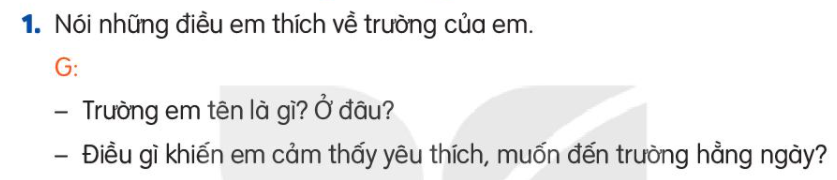 1. Nói những điều em thích về trường của em.
G:
– Trường em tên là gì? Ở đâu?
– Điều gì khiến em cảm thấy yêu thích, muốn đến trường hằng ngày?